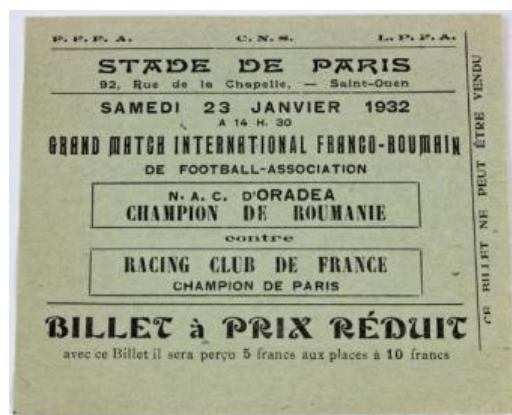 F. F. F. A. C. N. S. L. P. F. A.
STADE DE PARIS
92, Rue de la Chapelle, — Saint-Ouen
SAMEDI 23 JANVIER 1932
A 14 H. 30
GRAND MATCH INTERNATIONAL FRANCO-ROUMAIN
DE FOOTBALL-ASSOCIATION
N. A. C. D'ORADEA
CHAMPION DE ROUMANIE
contre
RACING CLUB DE FRANCE
CHAMPION DE PARIS
BILLET à PRIX RÉDUIT
avec ce Billet il sera perçu 5 francs aux places à 10 francs
CE BILLET NE PEUT ÊTRE VENDU